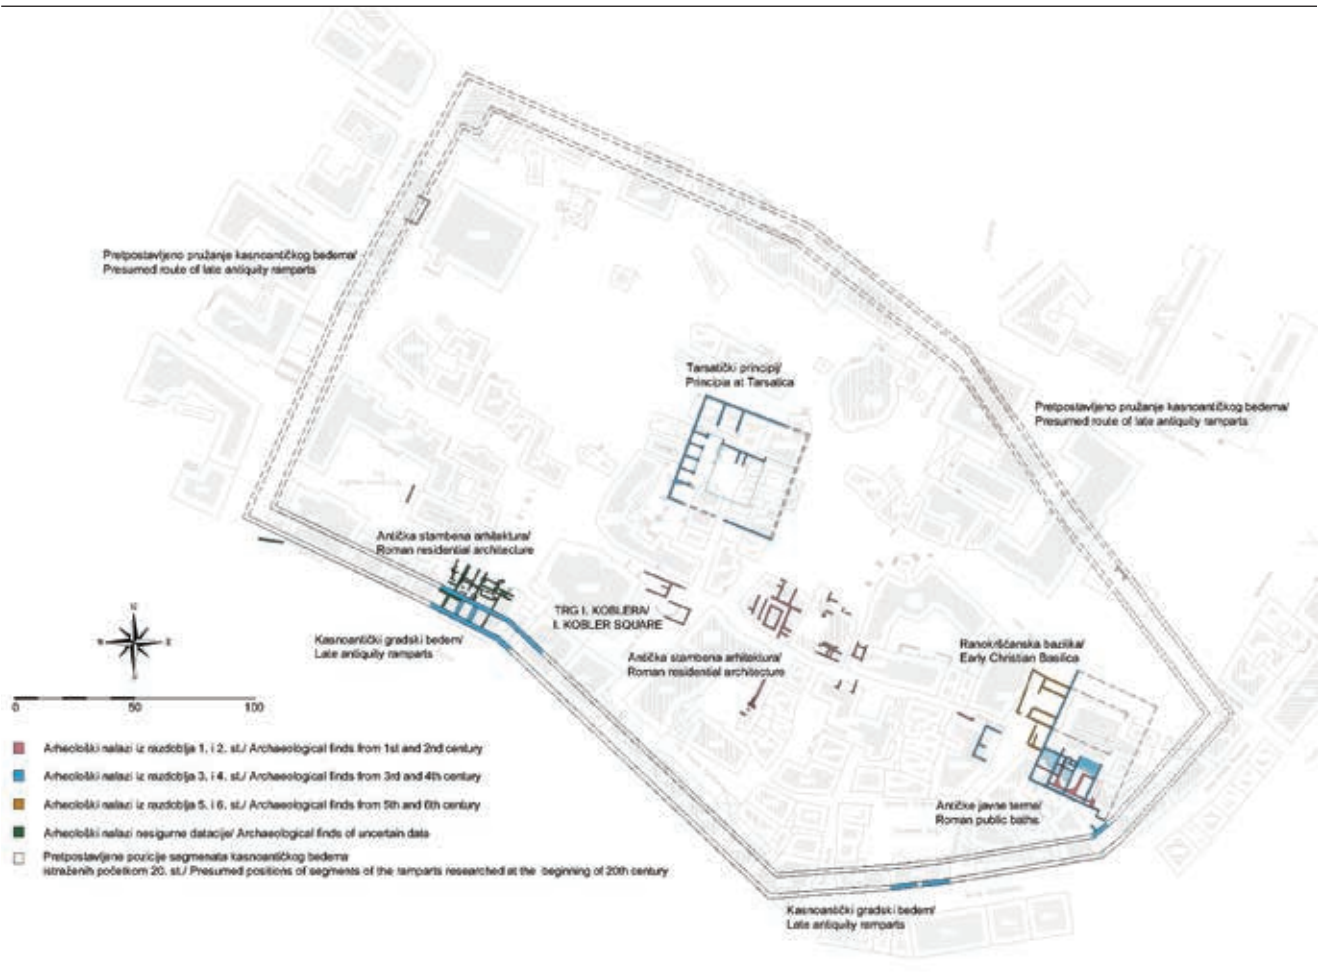 Pretpostavljeno pružanje kasnoantičkog bedema/
Presumed route of late antiquity ramparts
Tarsatički principij/
Principia at Tarsatica
Pretpostavljeno pružanje kasnoantičkog bedema/
Presumed route of late antiquity ramparts
Antička stambena arhitektura/
Roman residential architecture
TRG I. KOBLERA/
I. KOBLER SQUARE
Kasnoantički gradski bedem/
Late antiquity ramparts
Antička stambena arhitektura/
Roman residential architecture
Ranokršćanska bazilika/
Early Christian Basilica
N
E
S
0 50 100
Arheološki nalazi iz razdoblja 1. i 2. st./ Archaeological finds from 1st and 2nd century
Arheološki nalazi iz razdoblja 3. i 4. st./ Archaeological finds from 3rd and 4th century
Arheološki nalazi iz razdoblja 5. i 6. st./ Archaeological finds from 5th and 6th century
Arheološki nalazi nesigurne datacije/ Archaeological finds of uncertain data
Pretpostavljene pozicije segmenata kasnoantičkog bedema
istraženih početkom 20. st./ Presumed positions of segments of the ramparts researched at the beginning of 20th century
Antičke javne terme/
Roman public baths
Kasnoantički gradski bedem/
Late antiquity ramparts